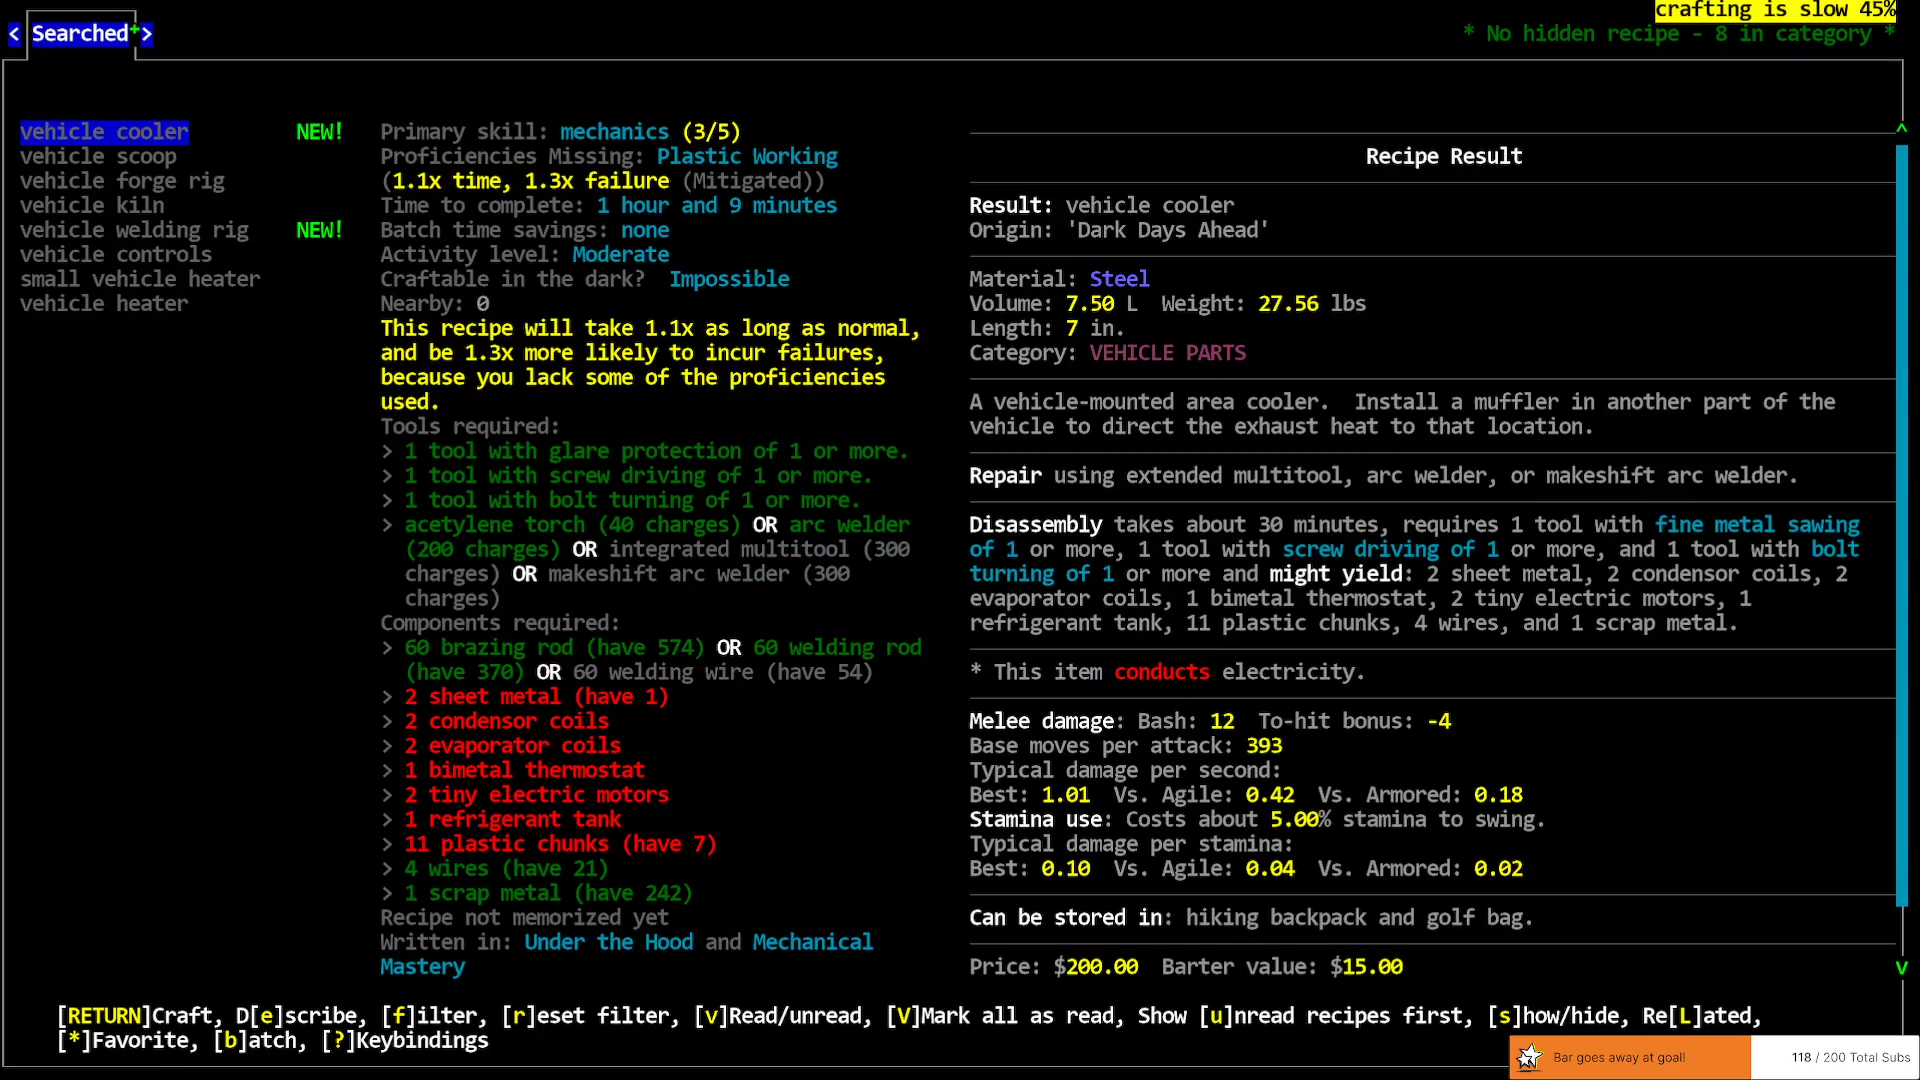 crafting is slow 45%
< Searched+>
* No hidden recipe - 8 in category *
vehicle cooler NEW!
vehicle scoop
vehicle forge rig
vehicle kiln
vehicle welding rig NEW!
vehicle controls
small vehicle heater
vehicle heater
Primary skill: mechanics (3/5)
Proficiencies Missing: Plastic Working
(1.1x time, 1.3x failure (Mitigated))
Time to complete: 1 hour and 9 minutes
Batch time savings: none
Activity level: Moderate
Craftable in the dark? Impossible
Nearby: 0
This recipe will take 1.1x as long as normal,
and be 1.3x more likely to incur failures,
because you lack some of the proficiencies
used.
Tools required:
> 1 tool with glare protection of 1 or more.
> 1 tool with screw driving of 1 or more.
> 1 tool with bolt turning of 1 or more.
> acetylene torch (40 charges) OR arc welder
(200 charges) OR integrated multitool (300
charges) OR makeshift arc welder (300
charges)
Components required:
> 60 brazing rod (have 574) OR 60 welding rod
(have 370) OR 60 welding wire (have 54)
> 2 sheet metal (have 1)
> 2 condensor coils
> 2 evaporator coils
> 1 bimetal thermostat
> 2 tiny electric motors
> 1 refrigerant tank
> 11 plastic chunks (have 7)
> 4 wires (have 21)
> 1 scrap metal (have 242)
Recipe not memorized yet
Written in: Under the Hood and Mechanical
Mastery
^
Recipe Result
Result: vehicle cooler
Origin: 'Dark Days Ahead'
Material: Steel
Volume: 7.50 L Weight: 27.56 lbs
Length: 7 in.
Category: VEHICLE PARTS
A vehicle-mounted area cooler. Install a muffler in another part of the
vehicle to direct the exhaust heat to that location.
Repair using extended multitool, arc welder, or makeshift arc welder.
Disassembly takes about 30 minutes, requires 1 tool with fine metal sawing
of 1 or more, 1 tool with screw driving of 1 or more, and 1 tool with bolt
turning of 1 or more and might yield: 2 sheet metal, 2 condensor coils, 2
evaporator coils, 1 bimetal thermostat, 2 tiny electric motors, 1
refrigerant tank, 11 plastic chunks, 4 wires, and 1 scrap metal.
* This item conducts electricity.
Melee damage: Bash: 12 To-hit bonus: -4
Base moves per attack: 393
Typical damage per second:
Best: 1.01 Vs. Agile: 0.42 Vs. Armored: 0.18
Stamina use: Costs about 5.00% stamina to swing.
Typical damage per stamina:
Best: 0.10 Vs. Agile: 0.04 Vs. Armored: 0.02
Can be stored in: hiking backpack and golf bag.
Price: $200.00 Barter value: $15.00
v
[RETURN]Craft, D[e]scribe, [f]ilter, [r]eset filter, [v]Read/unread, [V]Mark all as read, Show [u]nread recipes first, [s]how/hide, Re[L]ated,
[*]Favorite, [b]atch, [?]Keybindings
Bar goes away at goal!
118 / 200 Total Subs